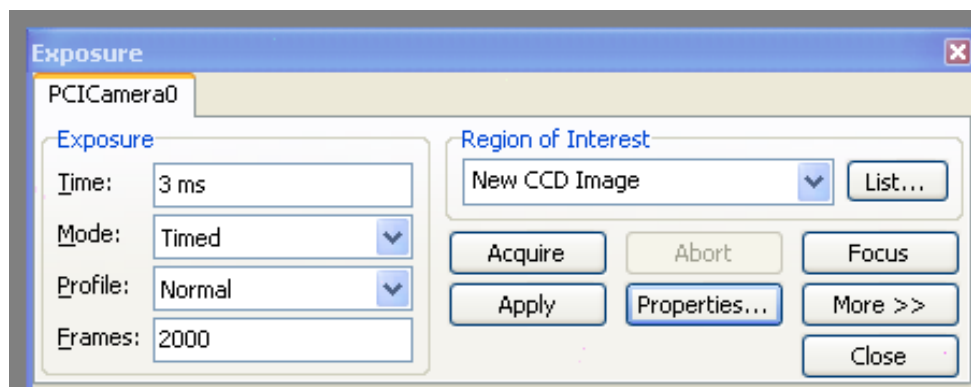 Exposure
PCICamera0
Exposure
Time: 3 ms
Mode: Timed
Profile: Normal
Frames: 2000
Region of Interest
New CCD Image List...
Acquire Abort Focus
Apply Properties... More >>
Close